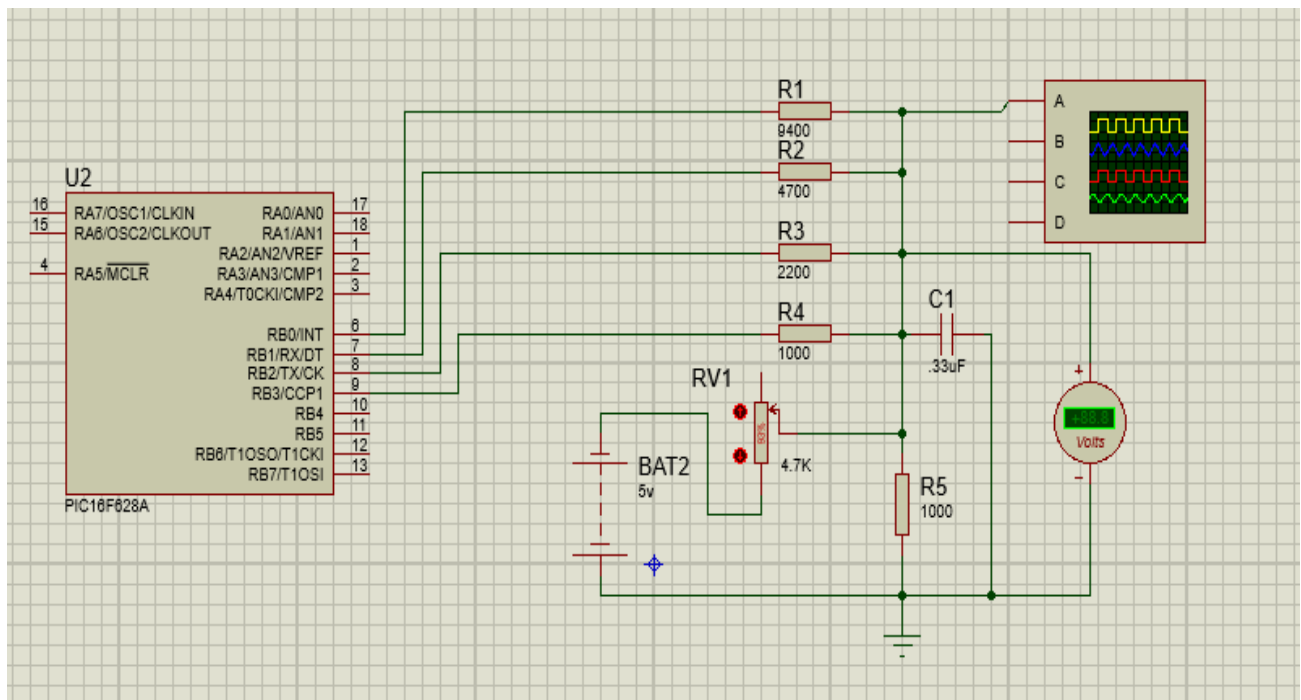 U2
16 RA7/OSC1/CLKIN RA0/AN0 17
15 RA6/OSC2/CLKOUT RA1/AN1 18
RA2/AN2/VREF 1
4 RA5/MCLR RA3/AN3/CMP1 2
RA4/T0CKI/CMP2 3
RB0/INT 6
RB1/RX/DT 7
RB2/TX/CK 8
RB3/CCP1 9
RB4 10
RB5 11
RB6/T1OSO/T1CKI 12
RB7/T1OSI 13
PIC16F628A
R1
9400
R2
4700
R3
2200
R4
1000
A
B
C
D
C1
.33uF
RV1
93%
4.7K
BAT2
5v
R5
1000
+
+88.8
Volts
-